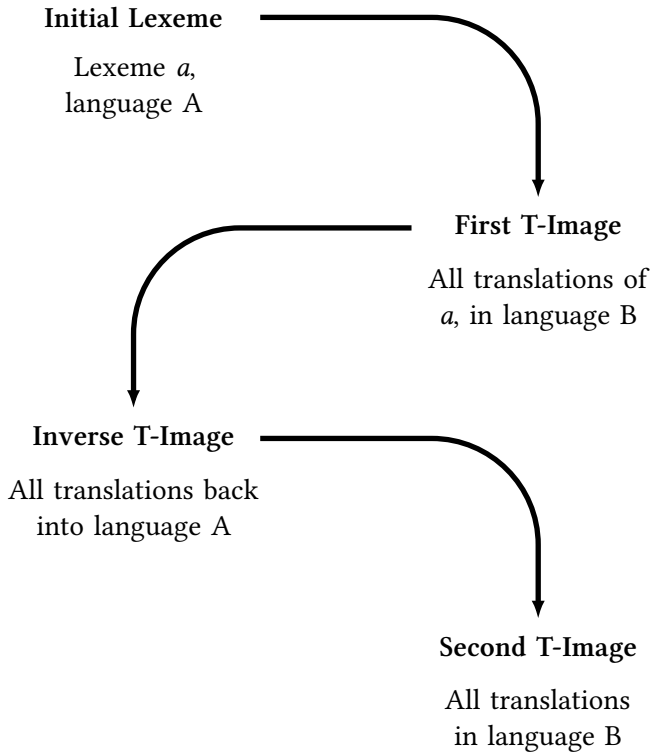 Initial Lexeme
Lexeme a,
language A
First T-Image
All translations of
a, in language B
Inverse T-Image
All translations back
into language A
Second T-Image
All translations
in language B